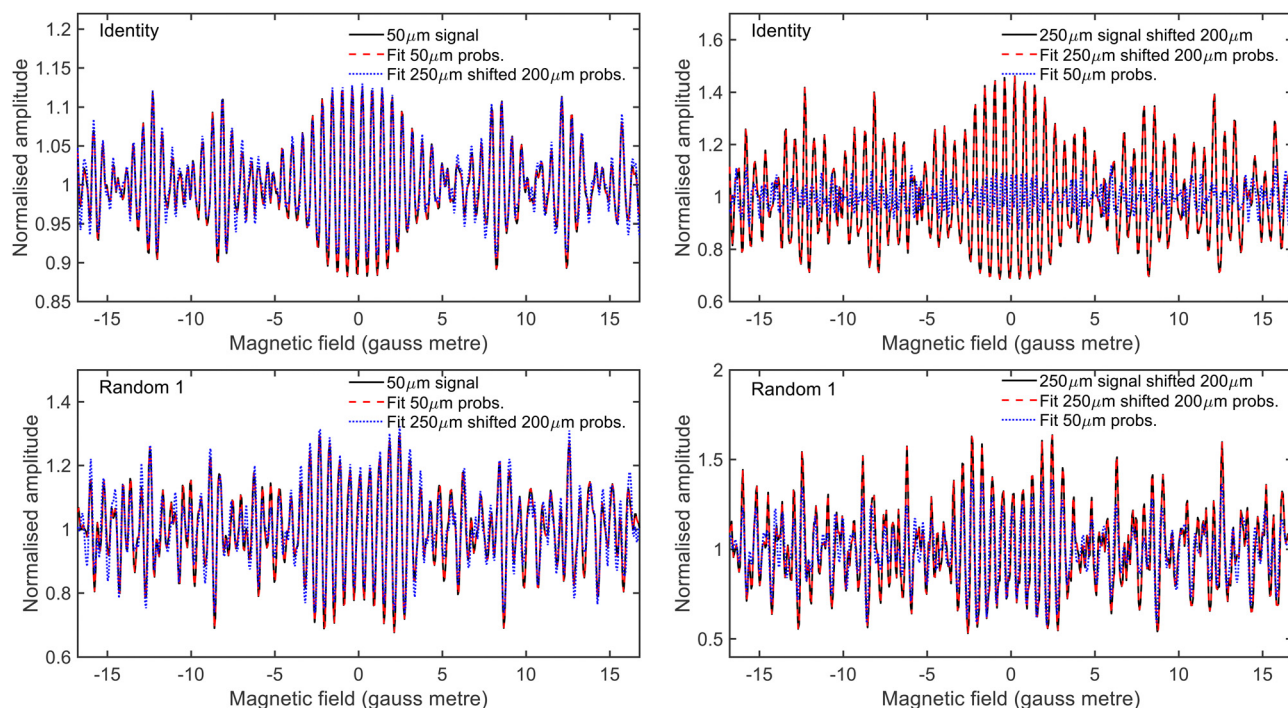 Identity
50μm signal
Fit 50μm probs.
Fit 250μm shifted 200μm probs.
Normalised amplitude
1.2
1.15
1.1
1.05
1
0.95
0.9
0.85
-15 -10 -5 0 5 10 15
Magnetic field (gauss metre)
Identity
250μm signal shifted 200μm
Fit 250μm shifted 200μm probs.
Fit 50μm probs.
Normalised amplitude
1.6
1.4
1.2
1
0.8
0.6
-15 -10 -5 0 5 10 15
Magnetic field (gauss metre)
Random 1
50μm signal
Fit 50μm probs.
Fit 250μm shifted 200μm probs.
Normalised amplitude
1.4
1.2
1
0.8
0.6
-15 -10 -5 0 5 10 15
Magnetic field (gauss metre)
Random 1
250μm signal shifted 200μm
Fit 250μm shifted 200μm probs.
Fit 50μm probs.
Normalised amplitude
2
1.5
1
0.5
-15 -10 -5 0 5 10 15
Magnetic field (gauss metre)